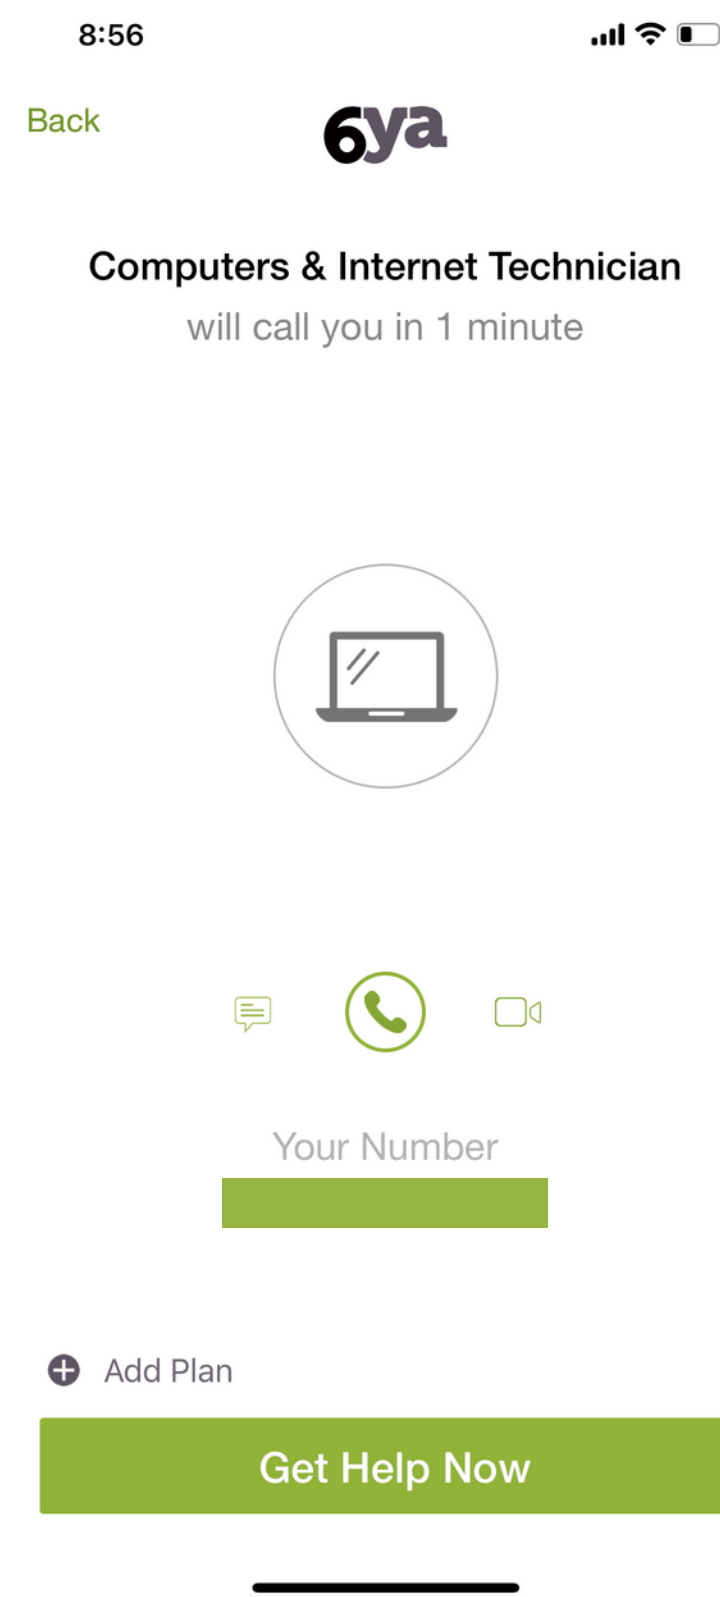 8:56
Back
6ya
Computers & Internet Technician
will call you in 1 minute
Your Number
Add Plan
Get Help Now